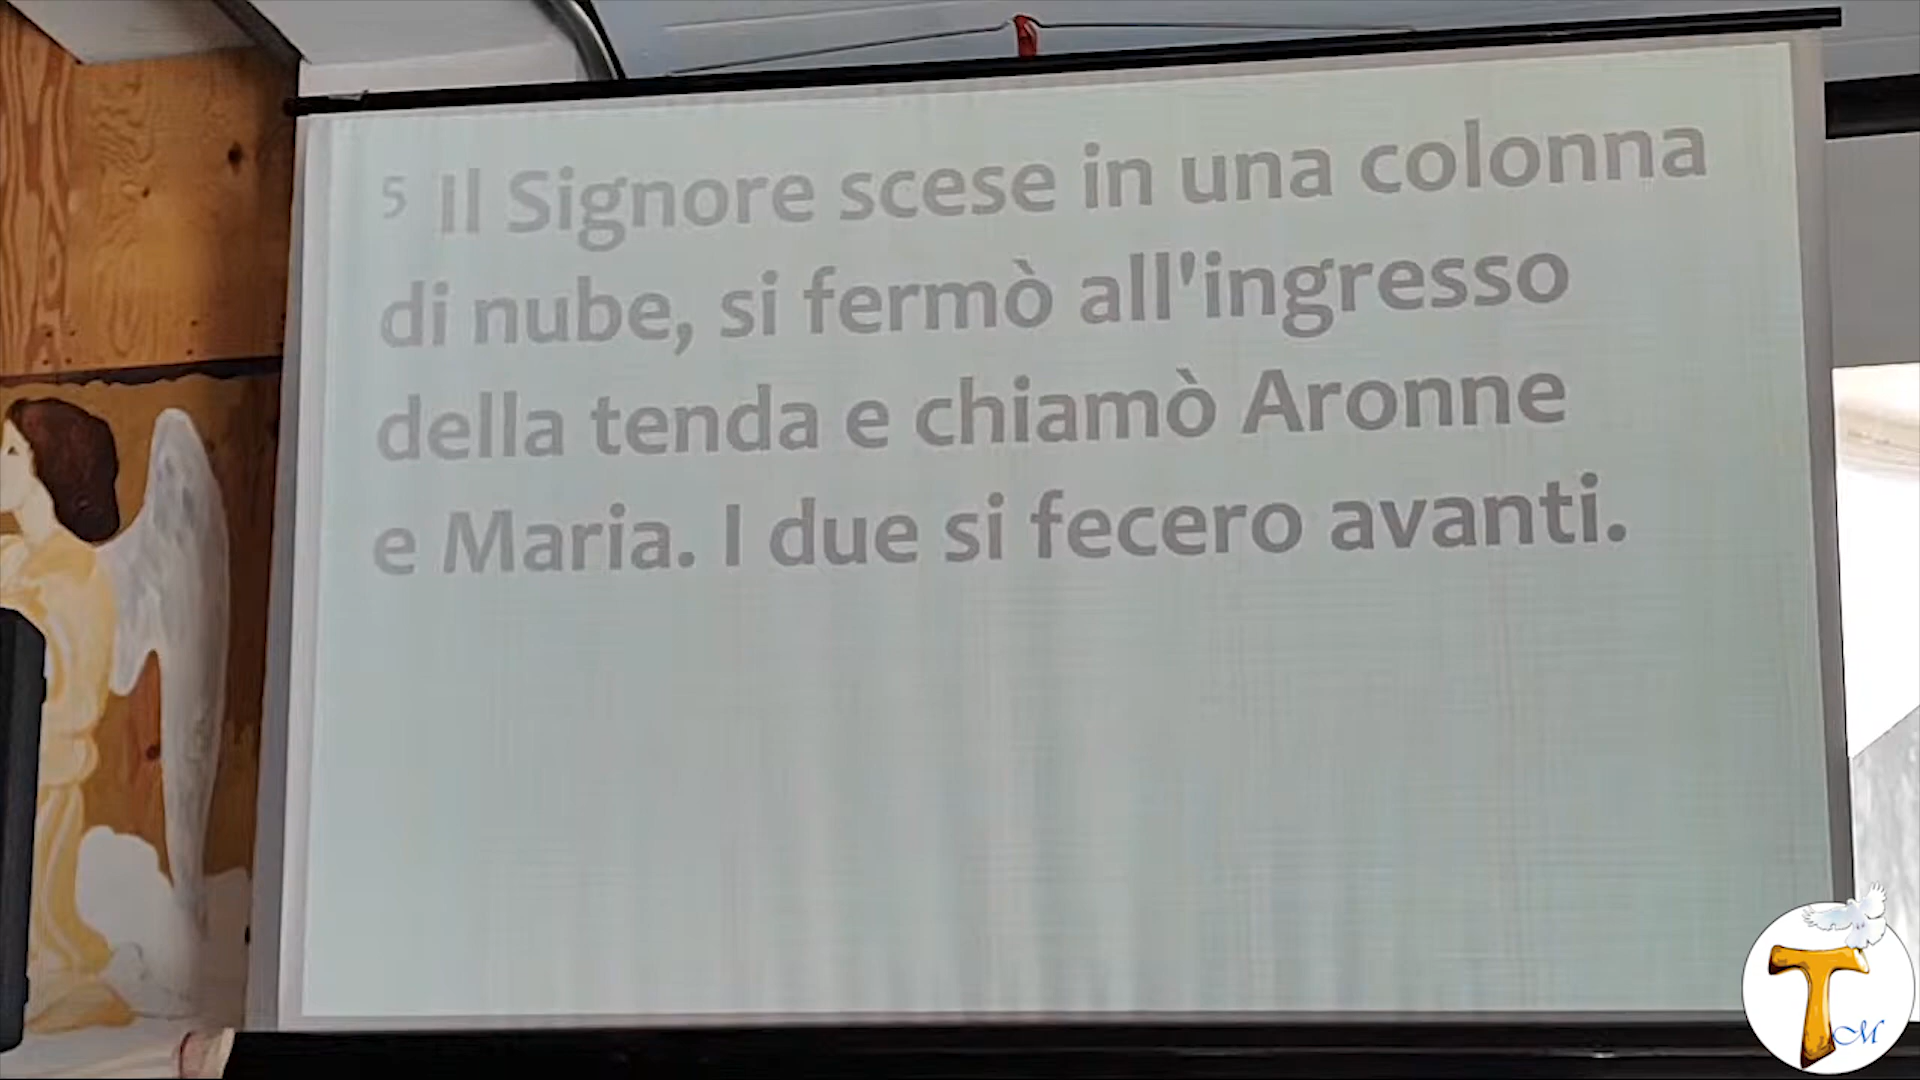 5 Il Signore scese in una colonna
di nube, si fermò all'ingresso
della tenda e chiamò Aronne
e Maria. I due si fecero avanti.
T M